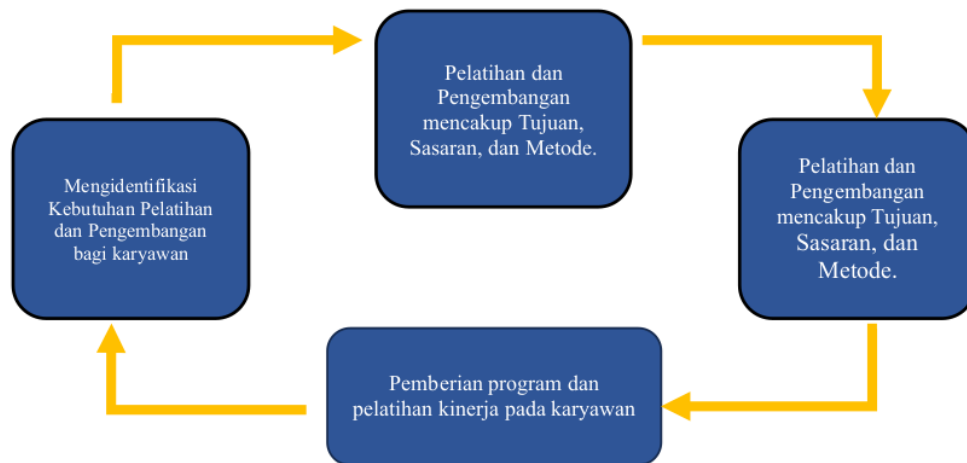 Pelatihan dan
Pengembangan
mencakup Tujuan,
Sasaran, dan Metode.
Pelatihan dan
Pengembangan
mencakup Tujuan,
Sasaran, dan
Metode.
Mengidentifikasi
Kebutuhan Pelatihan
dan Pengembangan
bagi karyawan
Pemberian program dan
pelatihan kinerja pada karyawan